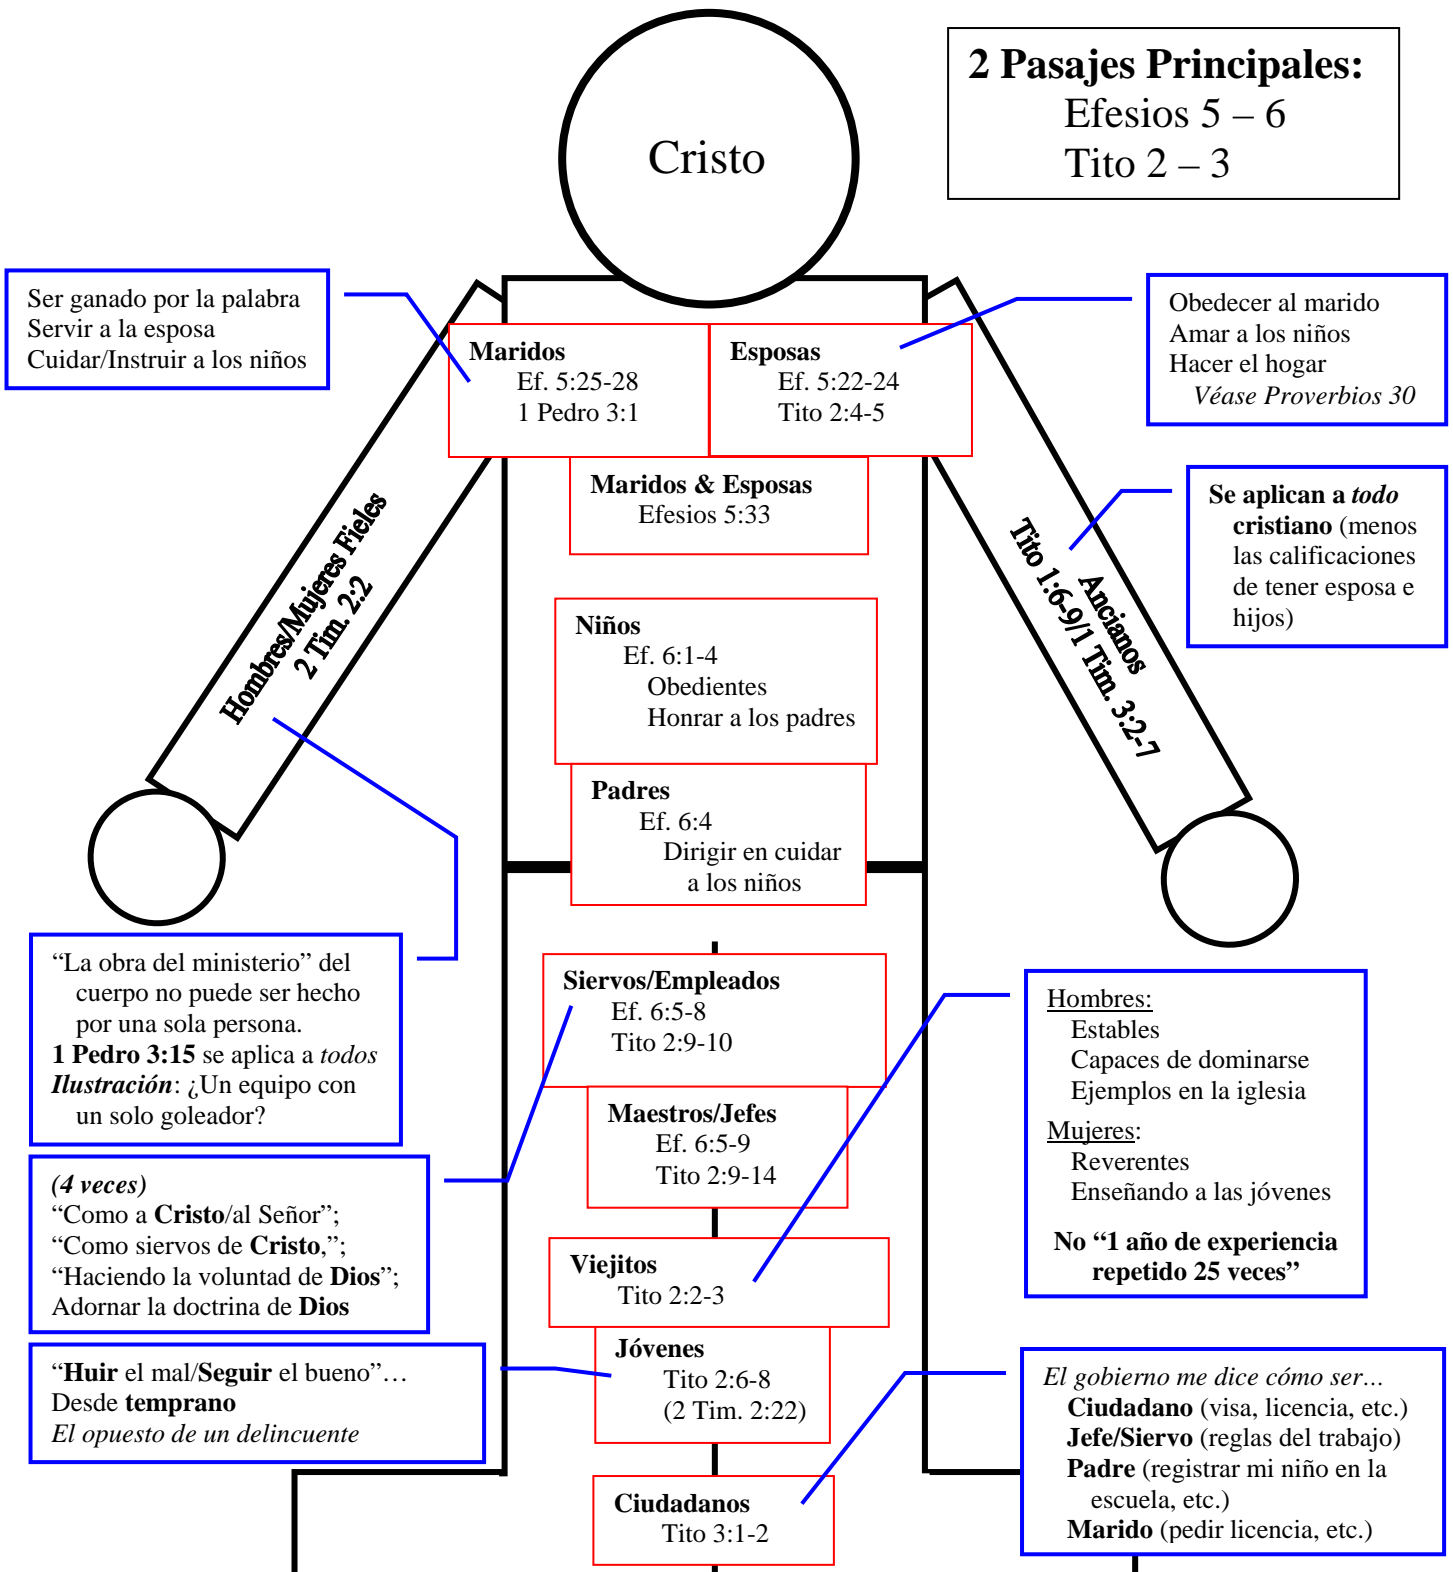 Cristo
2 Pasajes Principales:
Efesios 5 – 6
Tito 2 – 3
Ser ganado por la palabra
Servir a la esposa
Cuidar/Instruir a los niños
Maridos
Ef. 5:25-28
1 Pedro 3:1
Esposas
Ef. 5:22-24
Tito 2:4-5
Obedecer al marido
Amar a los niños
Hacer el hogar
Véase Proverbios 30
Maridos & Esposas
Efesios 5:33
Hombres/Mujeres Fieles
2 Tim. 2:2
Ancianos
Tito 1:6-9/1 Tim. 3:2-7
Se aplican a todo
cristiano (menos
las calificaciones
de tener esposa e
hijos)
Niños
Ef. 6:1-4
Obedientes
Honrar a los padres
Padres
Ef. 6:4
Dirigir en cuidar
a los niños
“La obra del ministerio” del
cuerpo no puede ser hecho
por una sola persona.
1 Pedro 3:15 se aplica a todos
Ilustración: ¿Un equipo con
un solo goleador?
Siervos/Empleados
Ef. 6:5-8
Tito 2:9-10
Maestros/Jefes
Ef. 6:5-9
Tito 2:9-14
Hombres:
Estables
Capaces de dominarse
Ejemplos en la iglesia
Mujeres:
Reverentes
Enseñando a las jóvenes
No “1 año de experiencia
repetido 25 veces”
(4 veces)
“Como a Cristo/al Señor”;
“Como siervos de Cristo,”;
“Haciendo la voluntad de Dios”;
Adornar la doctrina de Dios
Viejitos
Tito 2:2-3
Jóvenes
Tito 2:6-8
(2 Tim. 2:22)
“Huir el mal/Seguir el bueno”…
Desde temprano
El opuesto de un delincuente
Ciudadanos
Tito 3:1-2
El gobierno me dice cómo ser…
Ciudadano (visa, licencia, etc.)
Jefe/Siervo (reglas del trabajo)
Padre (registrar mi niño en la
escuela, etc.)
Marido (pedir licencia, etc.)